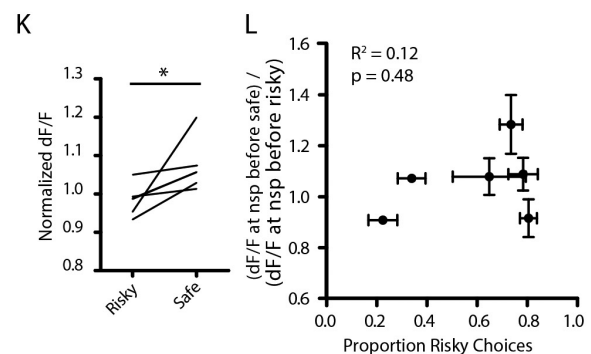 K
Normalized dF/F
1.3
1.2
1.1
1.0
0.9
0.8
*
Risky
Safe
L
(dF/F at nsp before safe) /
(dF/F at nsp before risky)
1.6
1.4
1.2
1.0
0.8
0.6
R² = 0.12
p = 0.48
0.0 0.2 0.4 0.6 0.8 1.0
Proportion Risky Choices